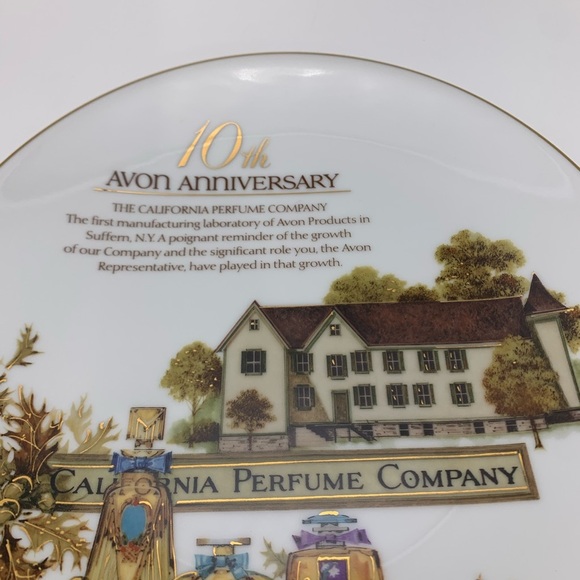 10th
AVON ANNIVERSARY
THE CALIFORNIA PERFUME COMPANY
The first manufacturing laboratory of Avon Products in
Suffern, N.Y. A poignant reminder of the growth
of our Company and the significant role you, the Avon
Representative, have played in that growth.
CALIFORNIA PERFUME COMPANY